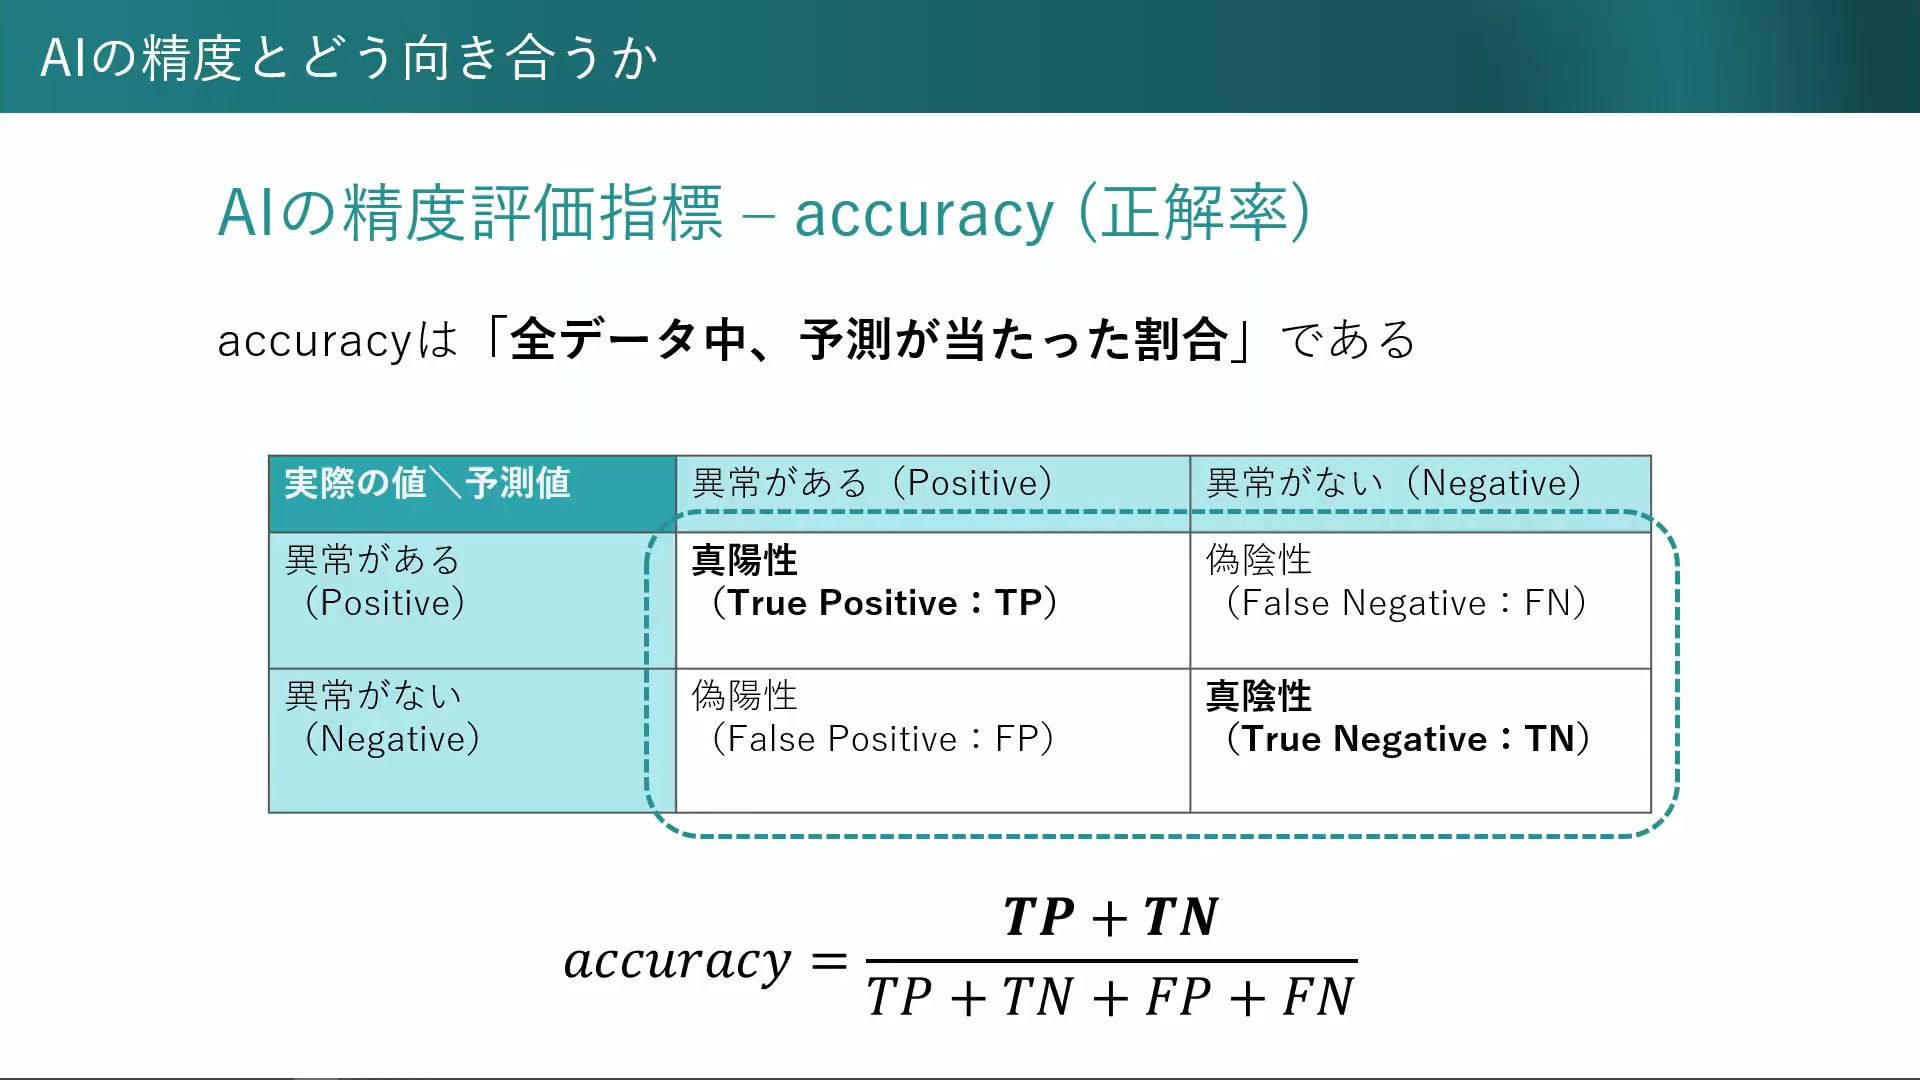 AIの精度とどう向き合うか
AIの精度評価指標 – accuracy (正解率)
accuracyは「全データ中、予測が当たった割合」である
実際の値＼予測値
異常がある（Positive）
異常がない（Negative）
異常がある
（Positive）
真陽性
（True Positive：TP）
偽陰性
（False Negative：FN）
異常がない
（Negative）
偽陽性
（False Positive：FP）
真陰性
（True Negative：TN）
TP + TN
accuracy =
TP + TN + FP + FN